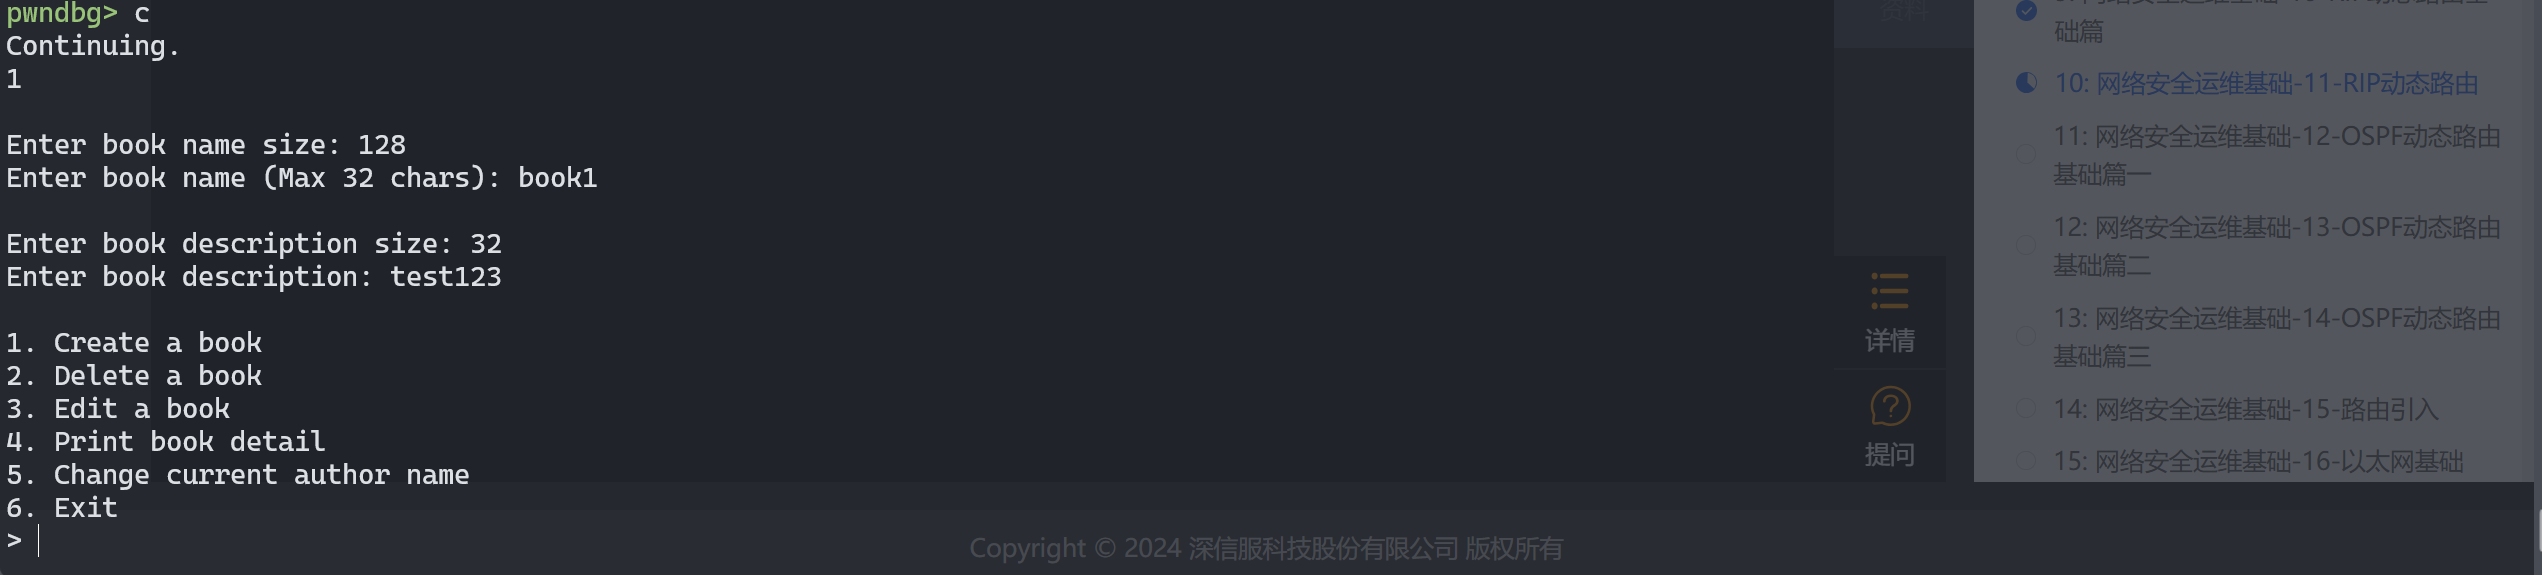 pwndbg> c
Continuing.
1
Enter book name size: 128
Enter book name (Max 32 chars): book1
Enter book description size: 32
Enter book description: test123
1. Create a book
2. Delete a book
3. Edit a book
4. Print book detail
5. Change current author name
6. Exit
>
资料
础篇
10: 网络安全运维基础-11-RIP动态路由
11: 网络安全运维基础-12-OSPF动态路由
基础篇一
12: 网络安全运维基础-13-OSPF动态路由
基础篇二
13: 网络安全运维基础-14-OSPF动态路由
基础篇三
14: 网络安全运维基础-15-路由引入
15: 网络安全运维基础-16-以太网基础
详情
提问
Copyright © 2024 深信服科技股份有限公司 版权所有